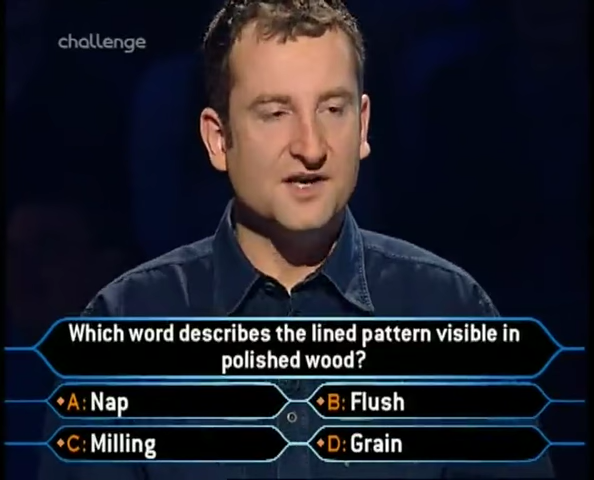 challenge
Which word describes the lined pattern visible in
polished wood?
A: Nap
B: Flush
C: Milling
D: Grain